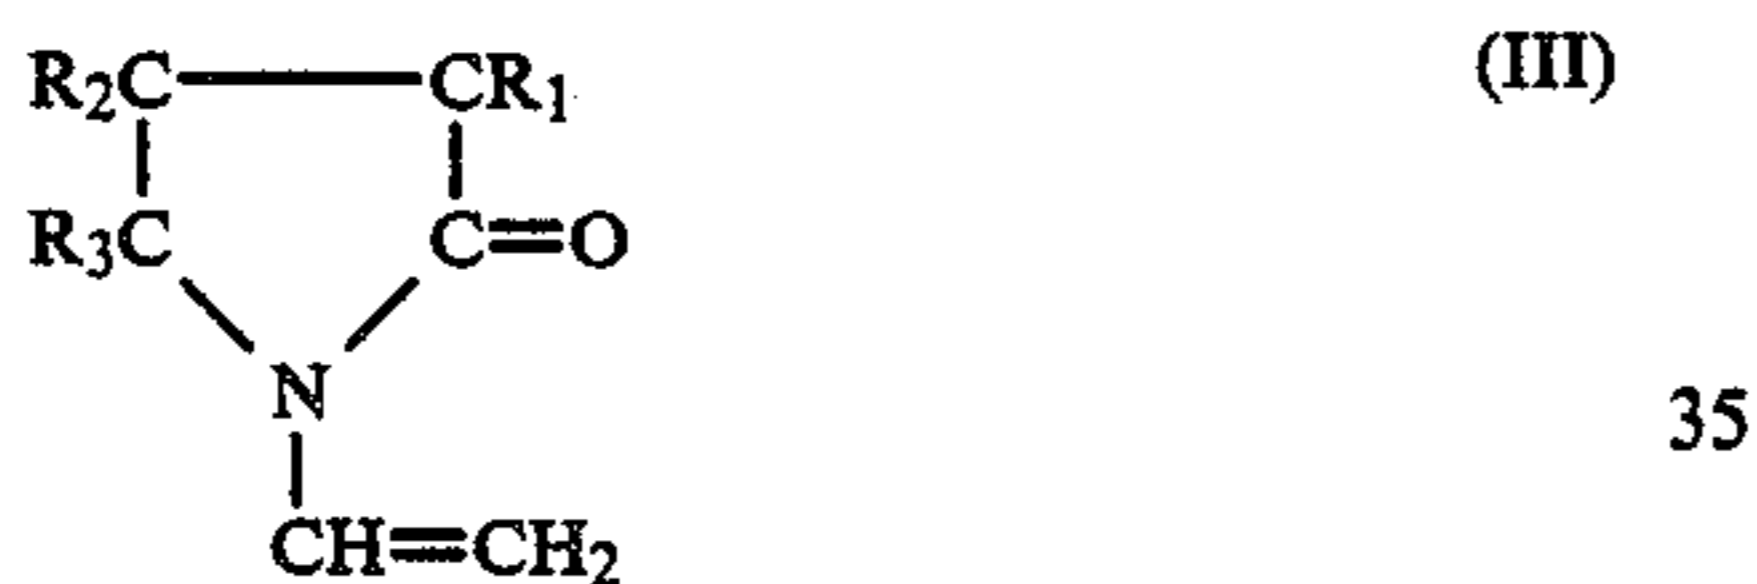 R₂C CR₁ (III)
R₃C C=O
N
35
CH=CH₂